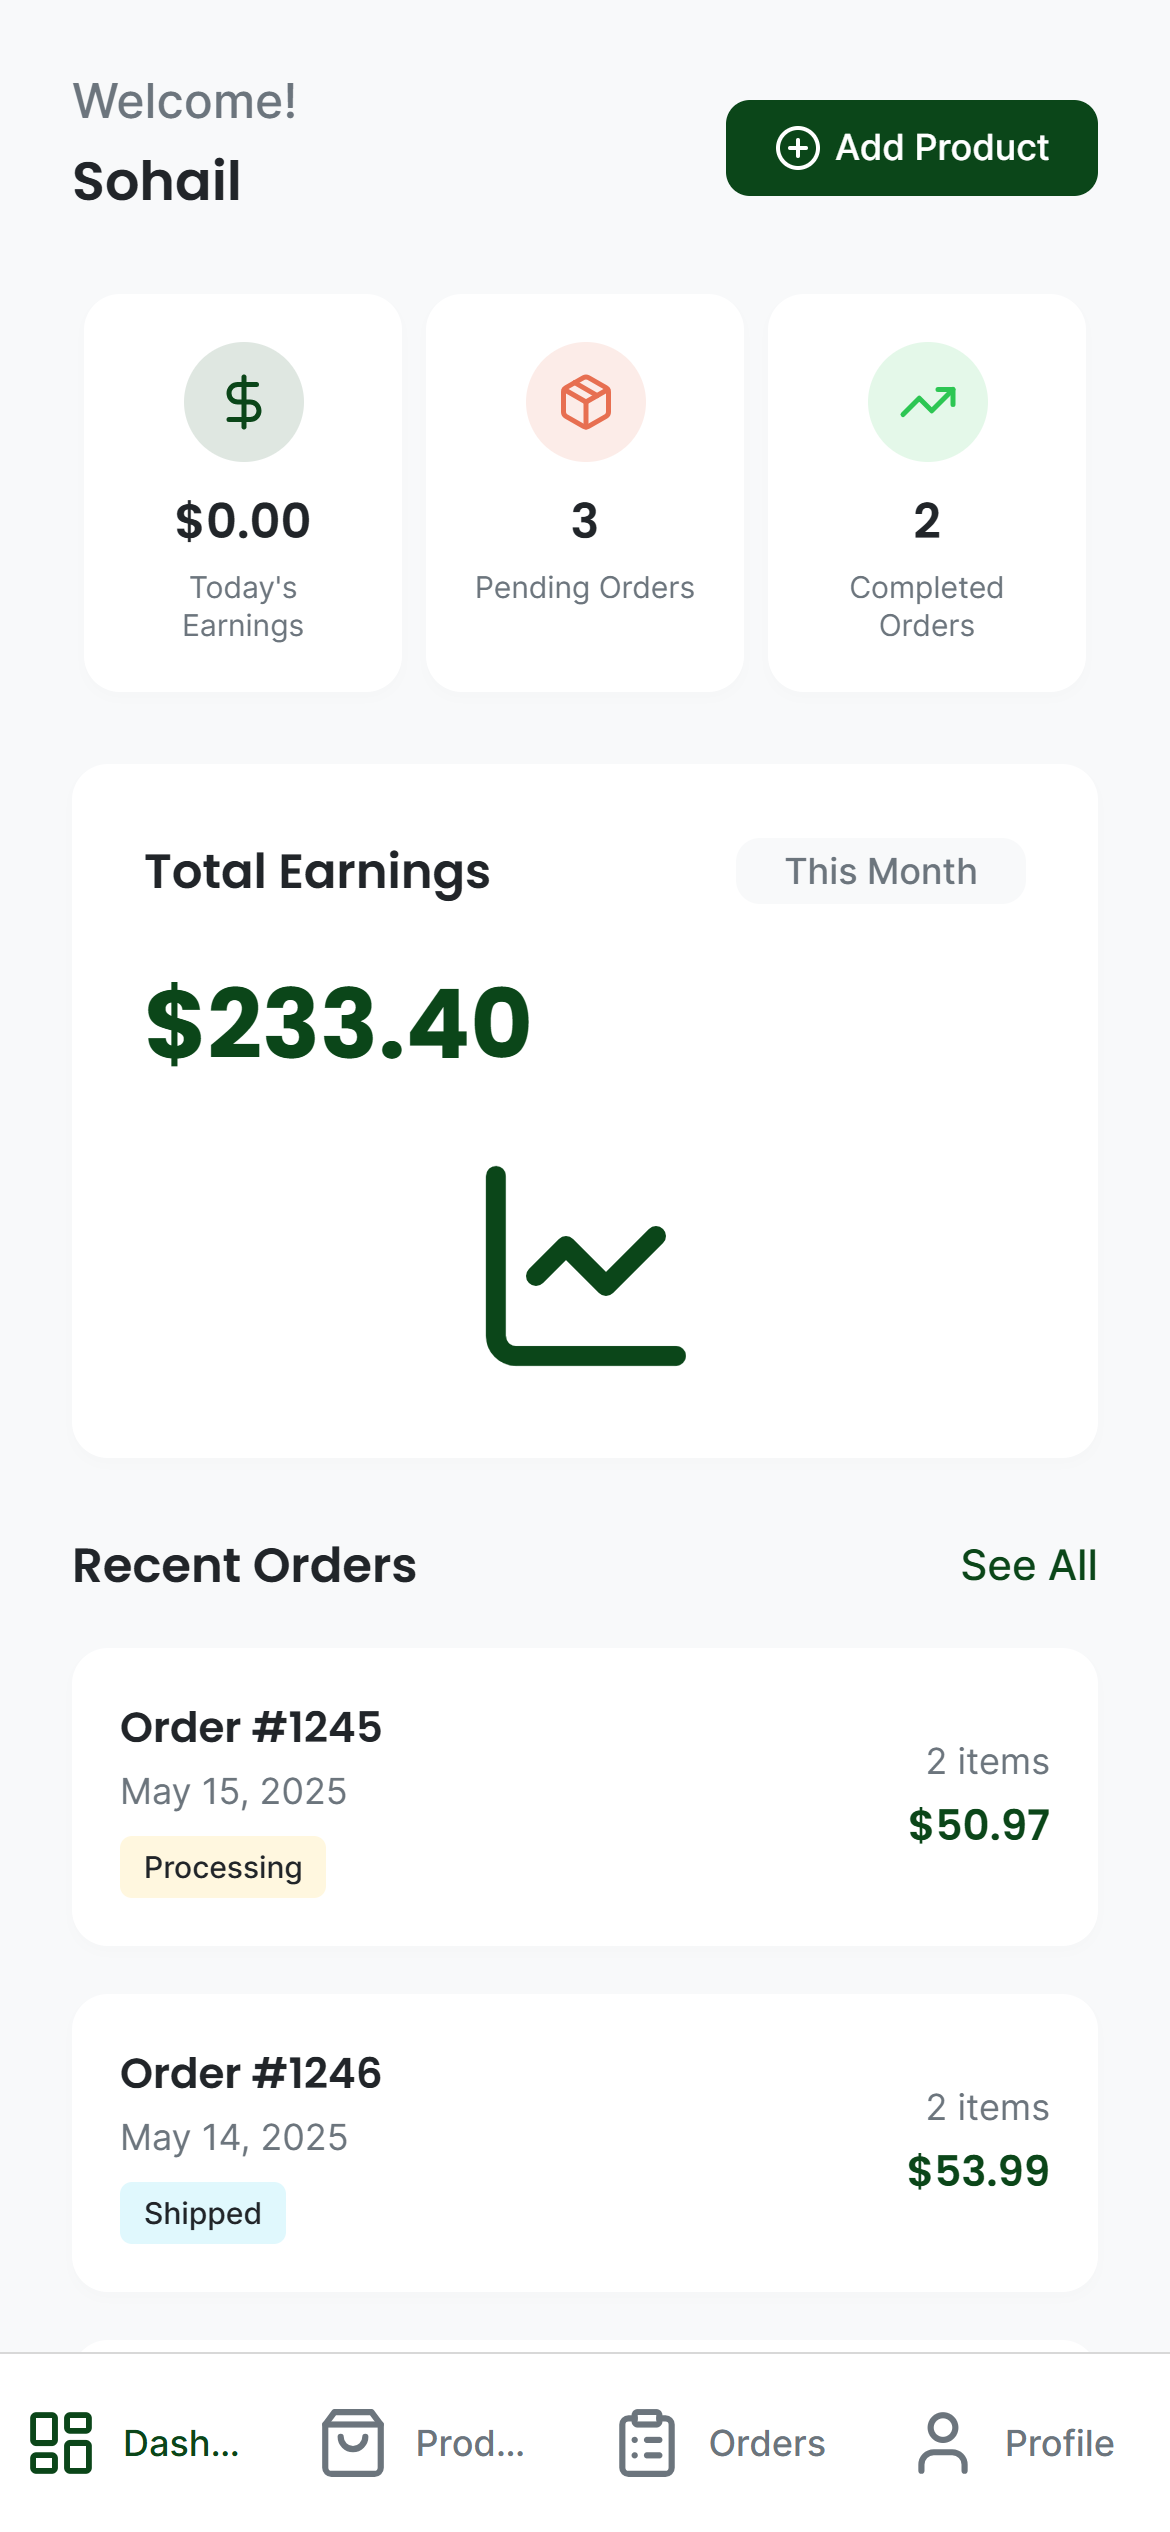 Welcome!
Sohail
Add Product
$0.00
Today's
Earnings
3
Pending Orders
2
Completed
Orders
Total Earnings
This Month
$233.40
Recent Orders
See All
Order #1245
May 15, 2025
Processing
2 items
$50.97
Order #1246
May 14, 2025
Shipped
2 items
$53.99
Dash...
Prod...
Orders
Profile